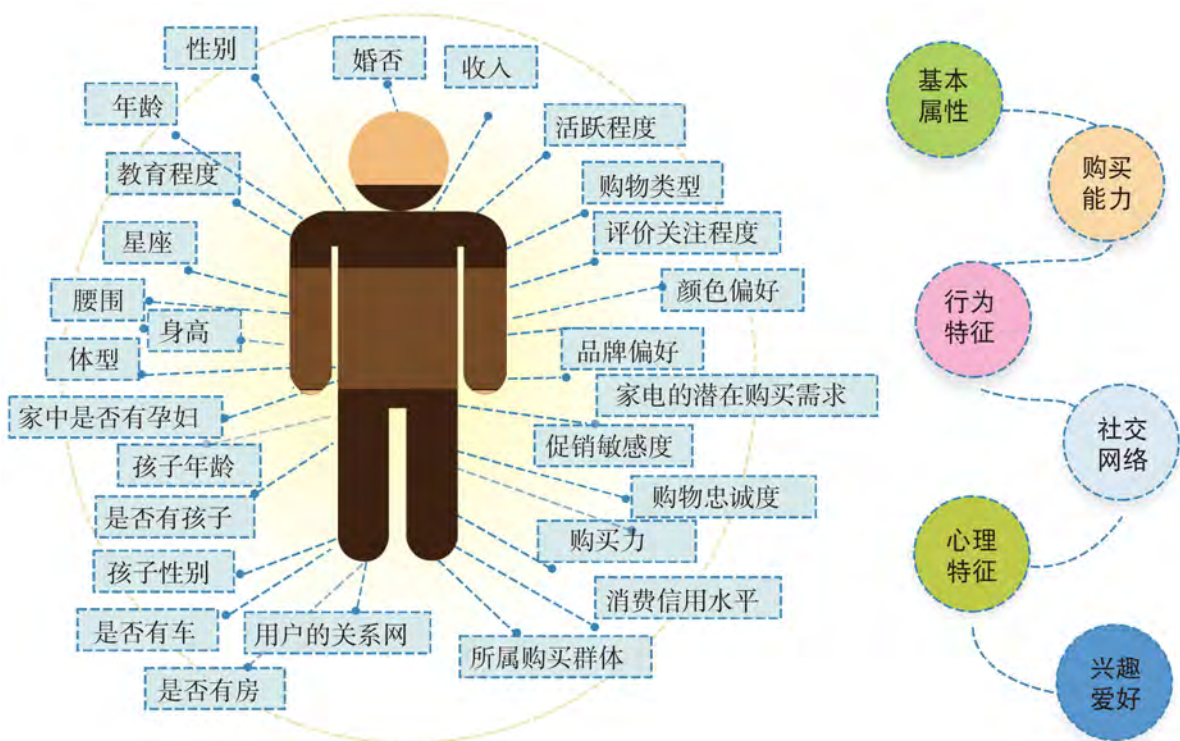 性别
婚否
收入
年龄
活跃程度
教育程度
购物类型
星座
评价关注程度
腰围
颜色偏好
身高
体型
品牌偏好
家电的潜在购买需求
家中是否有孕妇
促销敏感度
孩子年龄
购物忠诚度
是否有孩子
购买力
孩子性别
消费信用水平
是否有车
用户的关系网
所属购买群体
是否有房
基本
属性
购买
能力
行为
特征
社交
网络
心理
特征
兴趣
爱好